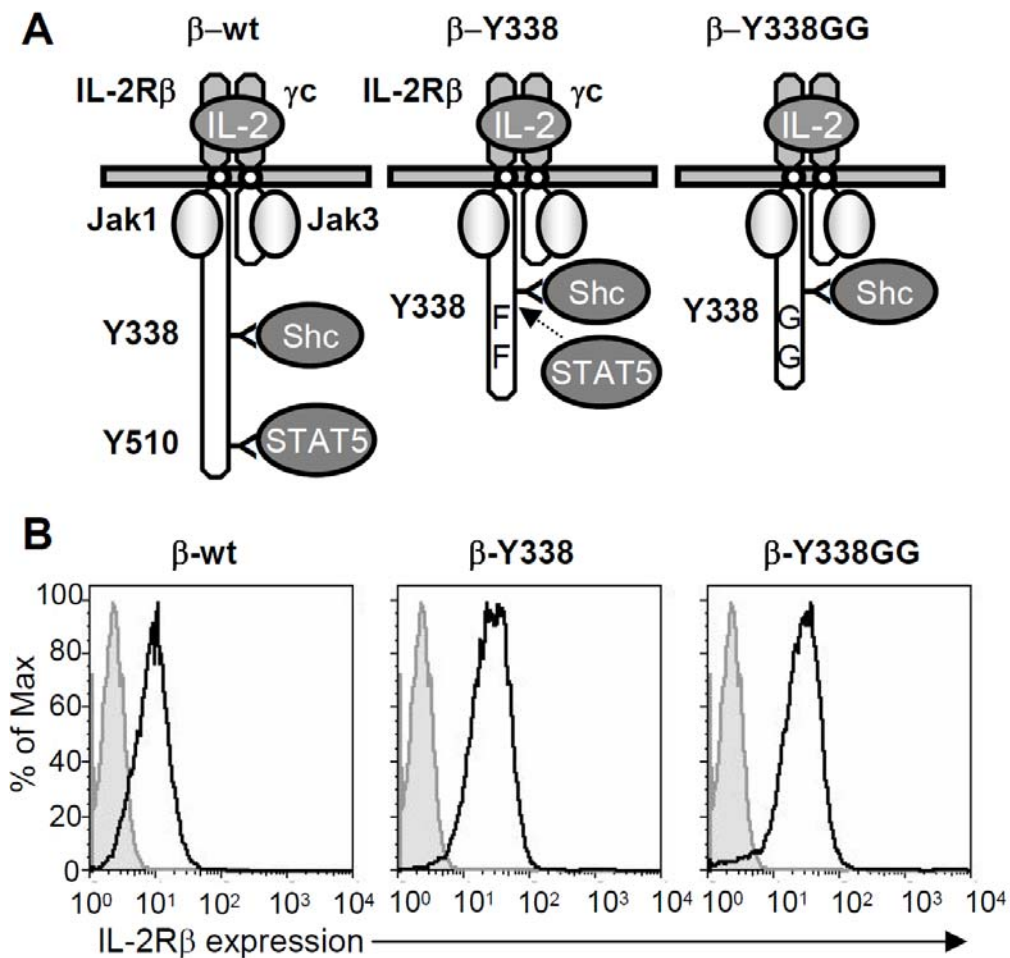 A
β–wt
β–Y338
β–Y338GG
IL-2Rβ
γc
IL-2Rβ
γc
IL-2
IL-2
IL-2
Jak1
Jak3
Y338
Shc
Y338
F
F
Shc
Y338
G
G
Shc
STAT5
Y510
STAT5
B
β-wt
β-Y338
β-Y338GG
% of Max
100
80
60
40
20
0
10⁰ 10¹ 10² 10³ 10⁴
10⁰ 10¹ 10² 10³ 10⁴
10⁰ 10¹ 10² 10³ 10⁴
IL-2Rβ expression